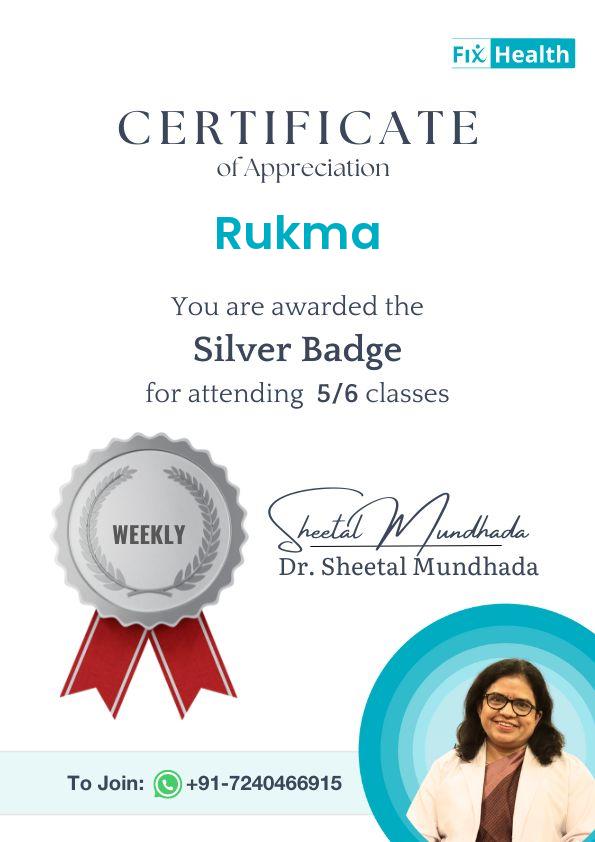 Fix Health
CERTIFICATE
of Appreciation
Rukma
You are awarded the
Silver Badge
for attending 5/6 classes
WEEKLY
Sheetal Mundhada
Dr. Sheetal Mundhada
To Join: +91-7240466915